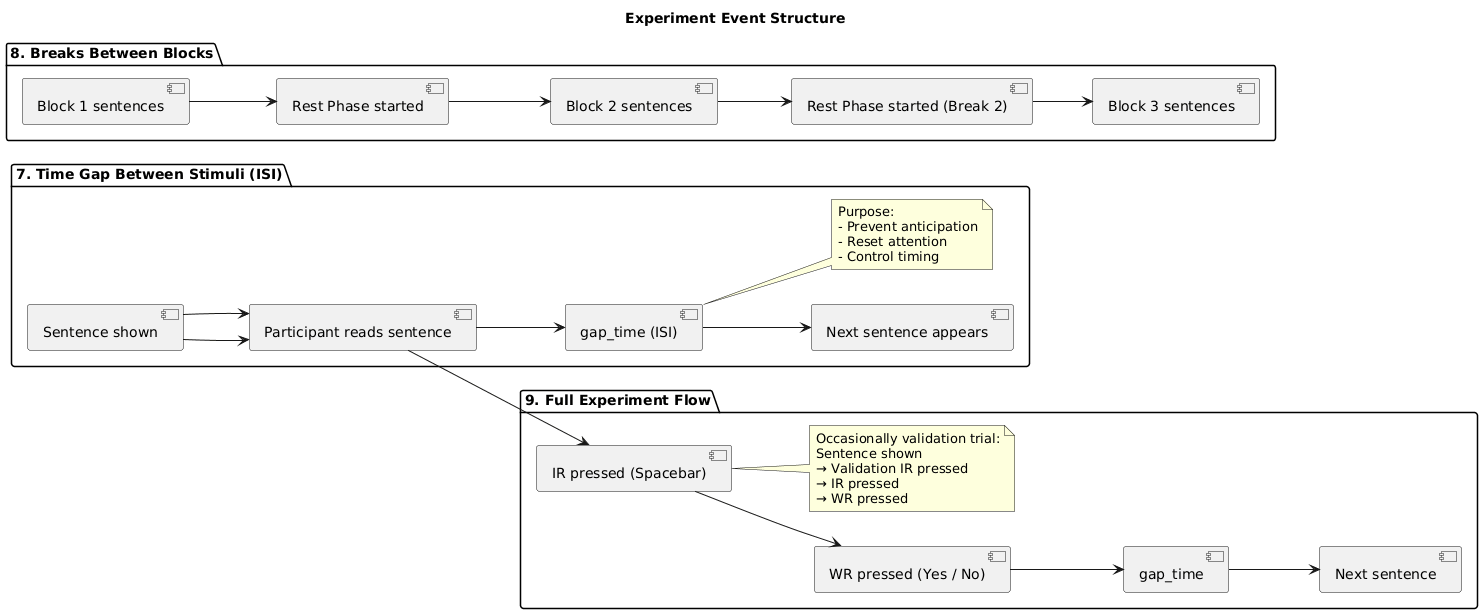 Experiment Event Structure
8. Breaks Between Blocks
Block 1 sentences
Rest Phase started
Block 2 sentences
Rest Phase started (Break 2)
Block 3 sentences
7. Time Gap Between Stimuli (ISI)
Purpose:
- Prevent anticipation
- Reset attention
- Control timing
Sentence shown
Participant reads sentence
gap_time (ISI)
Next sentence appears
9. Full Experiment Flow
IR pressed (Spacebar)
Occasionally validation trial:
Sentence shown
→ Validation IR pressed
→ IR pressed
→ WR pressed
WR pressed (Yes / No)
gap_time
Next sentence